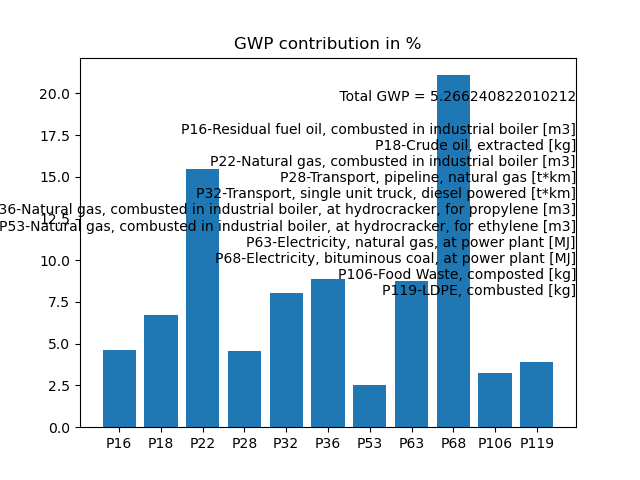 GWP contribution in %
Total GWP = 5.266240822010212
P16-Residual fuel oil, combusted in industrial boiler [m3]
P18-Crude oil, extracted [kg]
P22-Natural gas, combusted in industrial boiler [m3]
P28-Transport, pipeline, natural gas [t*km]
P32-Transport, single unit truck, diesel powered [t*km]
36-Natural gas, combusted in industrial boiler, at hydrocracker, for propylene [m3]
P53-Natural gas, combusted in industrial boiler, at hydrocracker, for ethylene [m3]
P63-Electricity, natural gas, at power plant [MJ]
P68-Electricity, bituminous coal, at power plant [MJ]
P106-Food Waste, composted [kg]
P119-LDPE, combusted [kg]
20.0
17.5
15.0
12.5
10.0
7.5
5.0
2.5
0.0
P16 P18 P22 P28 P32 P36 P53 P63 P68 P106 P119